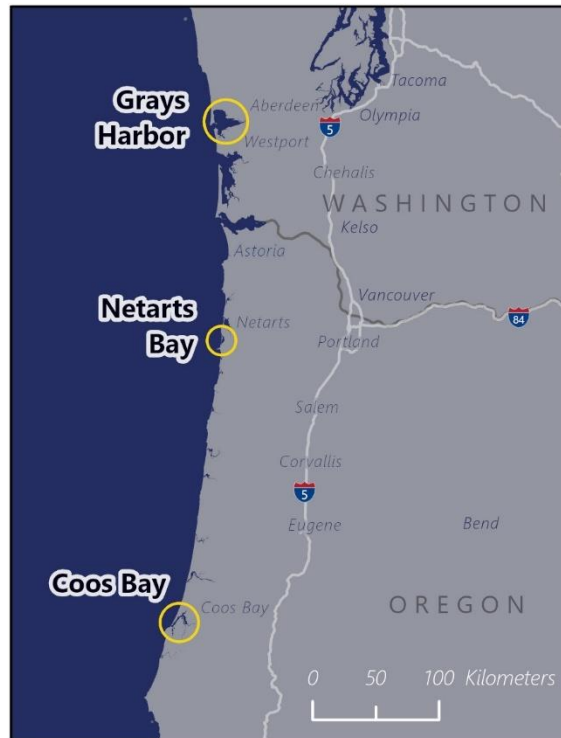 Tacoma
Grays
Harbor
Aberdeen
Olympia
5
Westport
Chehalis
WASHINGTON
Kelso
Astoria
Vancouver
Netarts
Bay
Netarts
84
Portland
Salem
Corvallis
5
Eugene
Bend
Coos Bay
Coos Bay
OREGON
0 50 100 Kilometers